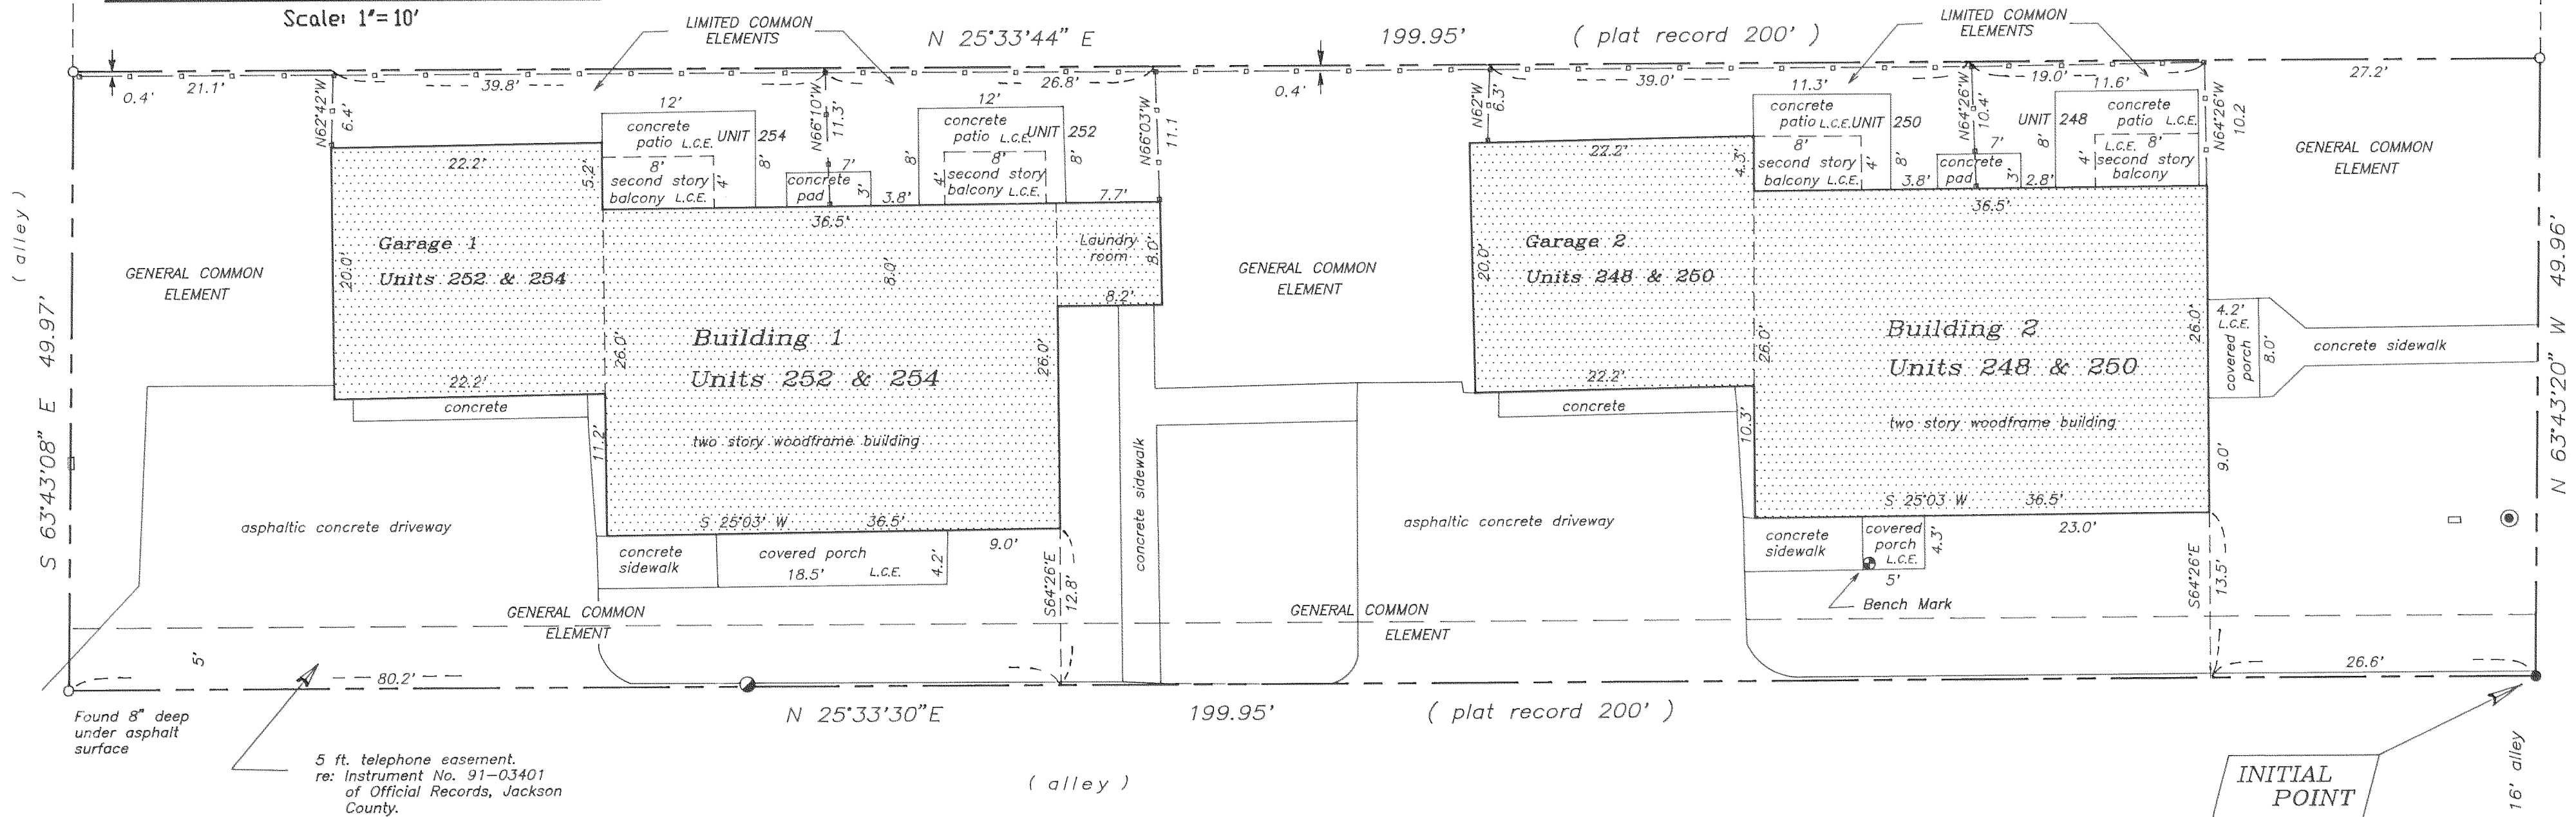 Scale: 1"=10'
LIMITED COMMON
ELEMENTS
N 25°33'44" E
199.95'
( plat record 200' )
LIMITED COMMON
ELEMENTS
0.4'
21.1'
39.8'
26.8'
0.4'
39.0'
11.3'
19.0'
11.6'
27.2'
N62°42'W
6.4'
12'
concrete
patio L.C.E.
UNIT 254
8'
8'
second story
balcony L.C.E.
4'
N66°10'W
11.3'
7'
concrete
pad
3'
3.8'
12'
concrete
patio L.C.E.
UNIT 252
8'
8'
8'
second story
balcony L.C.E.
4'
7.7'
N66°03'W
11.1
N62°W
6.3'
concrete
patio L.C.E.
UNIT 250
8'
8'
second story
balcony L.C.E.
4'
3.8'
N64°26'W
10.4'
7'
concrete
pad
3'
2.8'
UNIT 248
concrete
patio L.C.E.
8'
L.C.E. 8'
4'
second story
balcony
N64°26'W
10.2
GENERAL COMMON
ELEMENT
( alley )
S 63°43'08" E 49.97'
GENERAL COMMON
ELEMENT
22.2'
5.2'
20.0'
Garage 1
Units 252 & 254
22.2'
concrete
11.2'
36.5'
8.0'
26.0'
26.0'
Building 1
Units 252 & 254
two story woodframe building
S 25°03' W
36.5'
Laundry
room
8.0'
8.2'
GENERAL COMMON
ELEMENT
22.2'
4.3'
20.0'
Garage 2
Units 248 & 250
22.2'
concrete
10.3'
36.5'
26.0'
26.0'
Building 2
Units 248 & 250
two story woodframe building
S 25°03 W
36.5'
4.2'
L.C.E.
covered
porch
8.0'
concrete sidewalk
9.0'
N 63°43'20" W 49.96'
asphaltic concrete driveway
concrete
sidewalk
covered porch
18.5'
L.C.E.
4.2'
9.0'
S64°26'E
12.8'
concrete sidewalk
asphaltic concrete driveway
concrete
sidewalk
covered
porch
L.C.E.
4.3'
5'
23.0'
Bench Mark
S64°26'E
13.5'
GENERAL COMMON
ELEMENT
GENERAL COMMON
ELEMENT
5'
80.2'
26.6'
Found 8" deep
under asphalt
surface
N 25°33'30"E
199.95'
( plat record 200' )
5 ft. telephone easement.
re: Instrument No. 91-03401
of Official Records, Jackson
County.
( alley )
INITIAL
POINT
16' alley